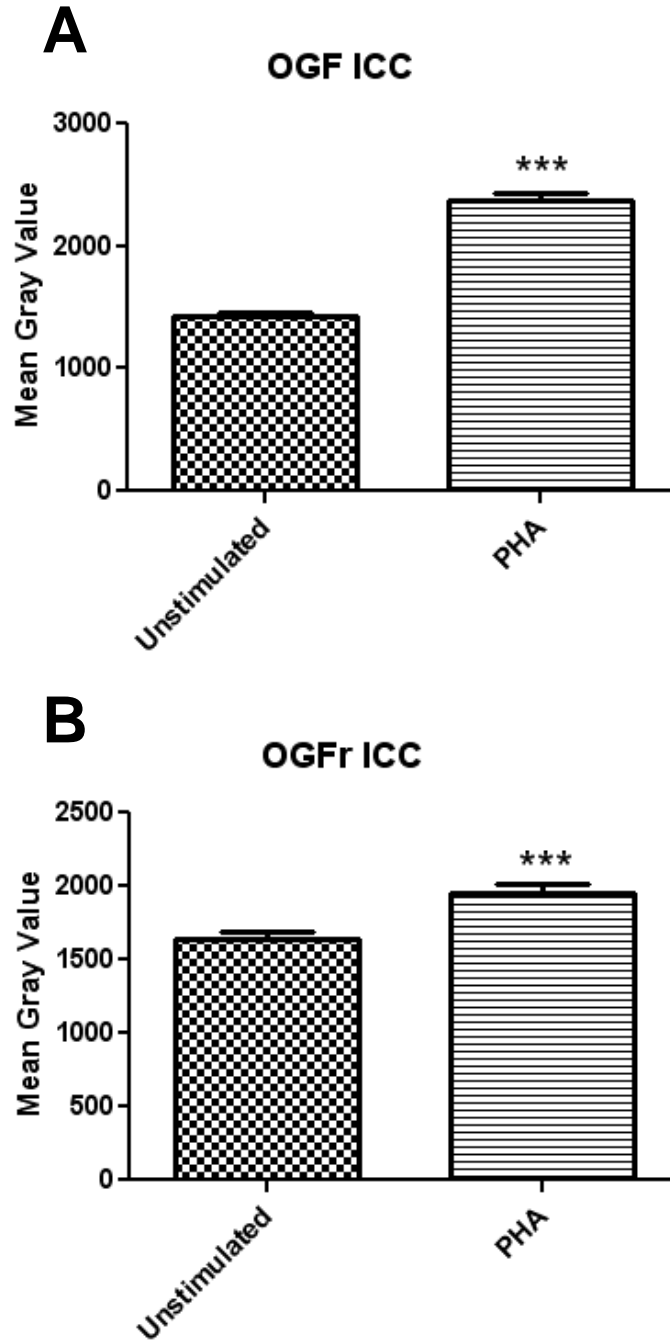 A
OGF ICC
Mean Gray Value
3000
2000
1000
0
***
Unstimulated
PHA
B
OGFr ICC
Mean Gray Value
2500
2000
1500
1000
500
0
***
Unstimulated
PHA